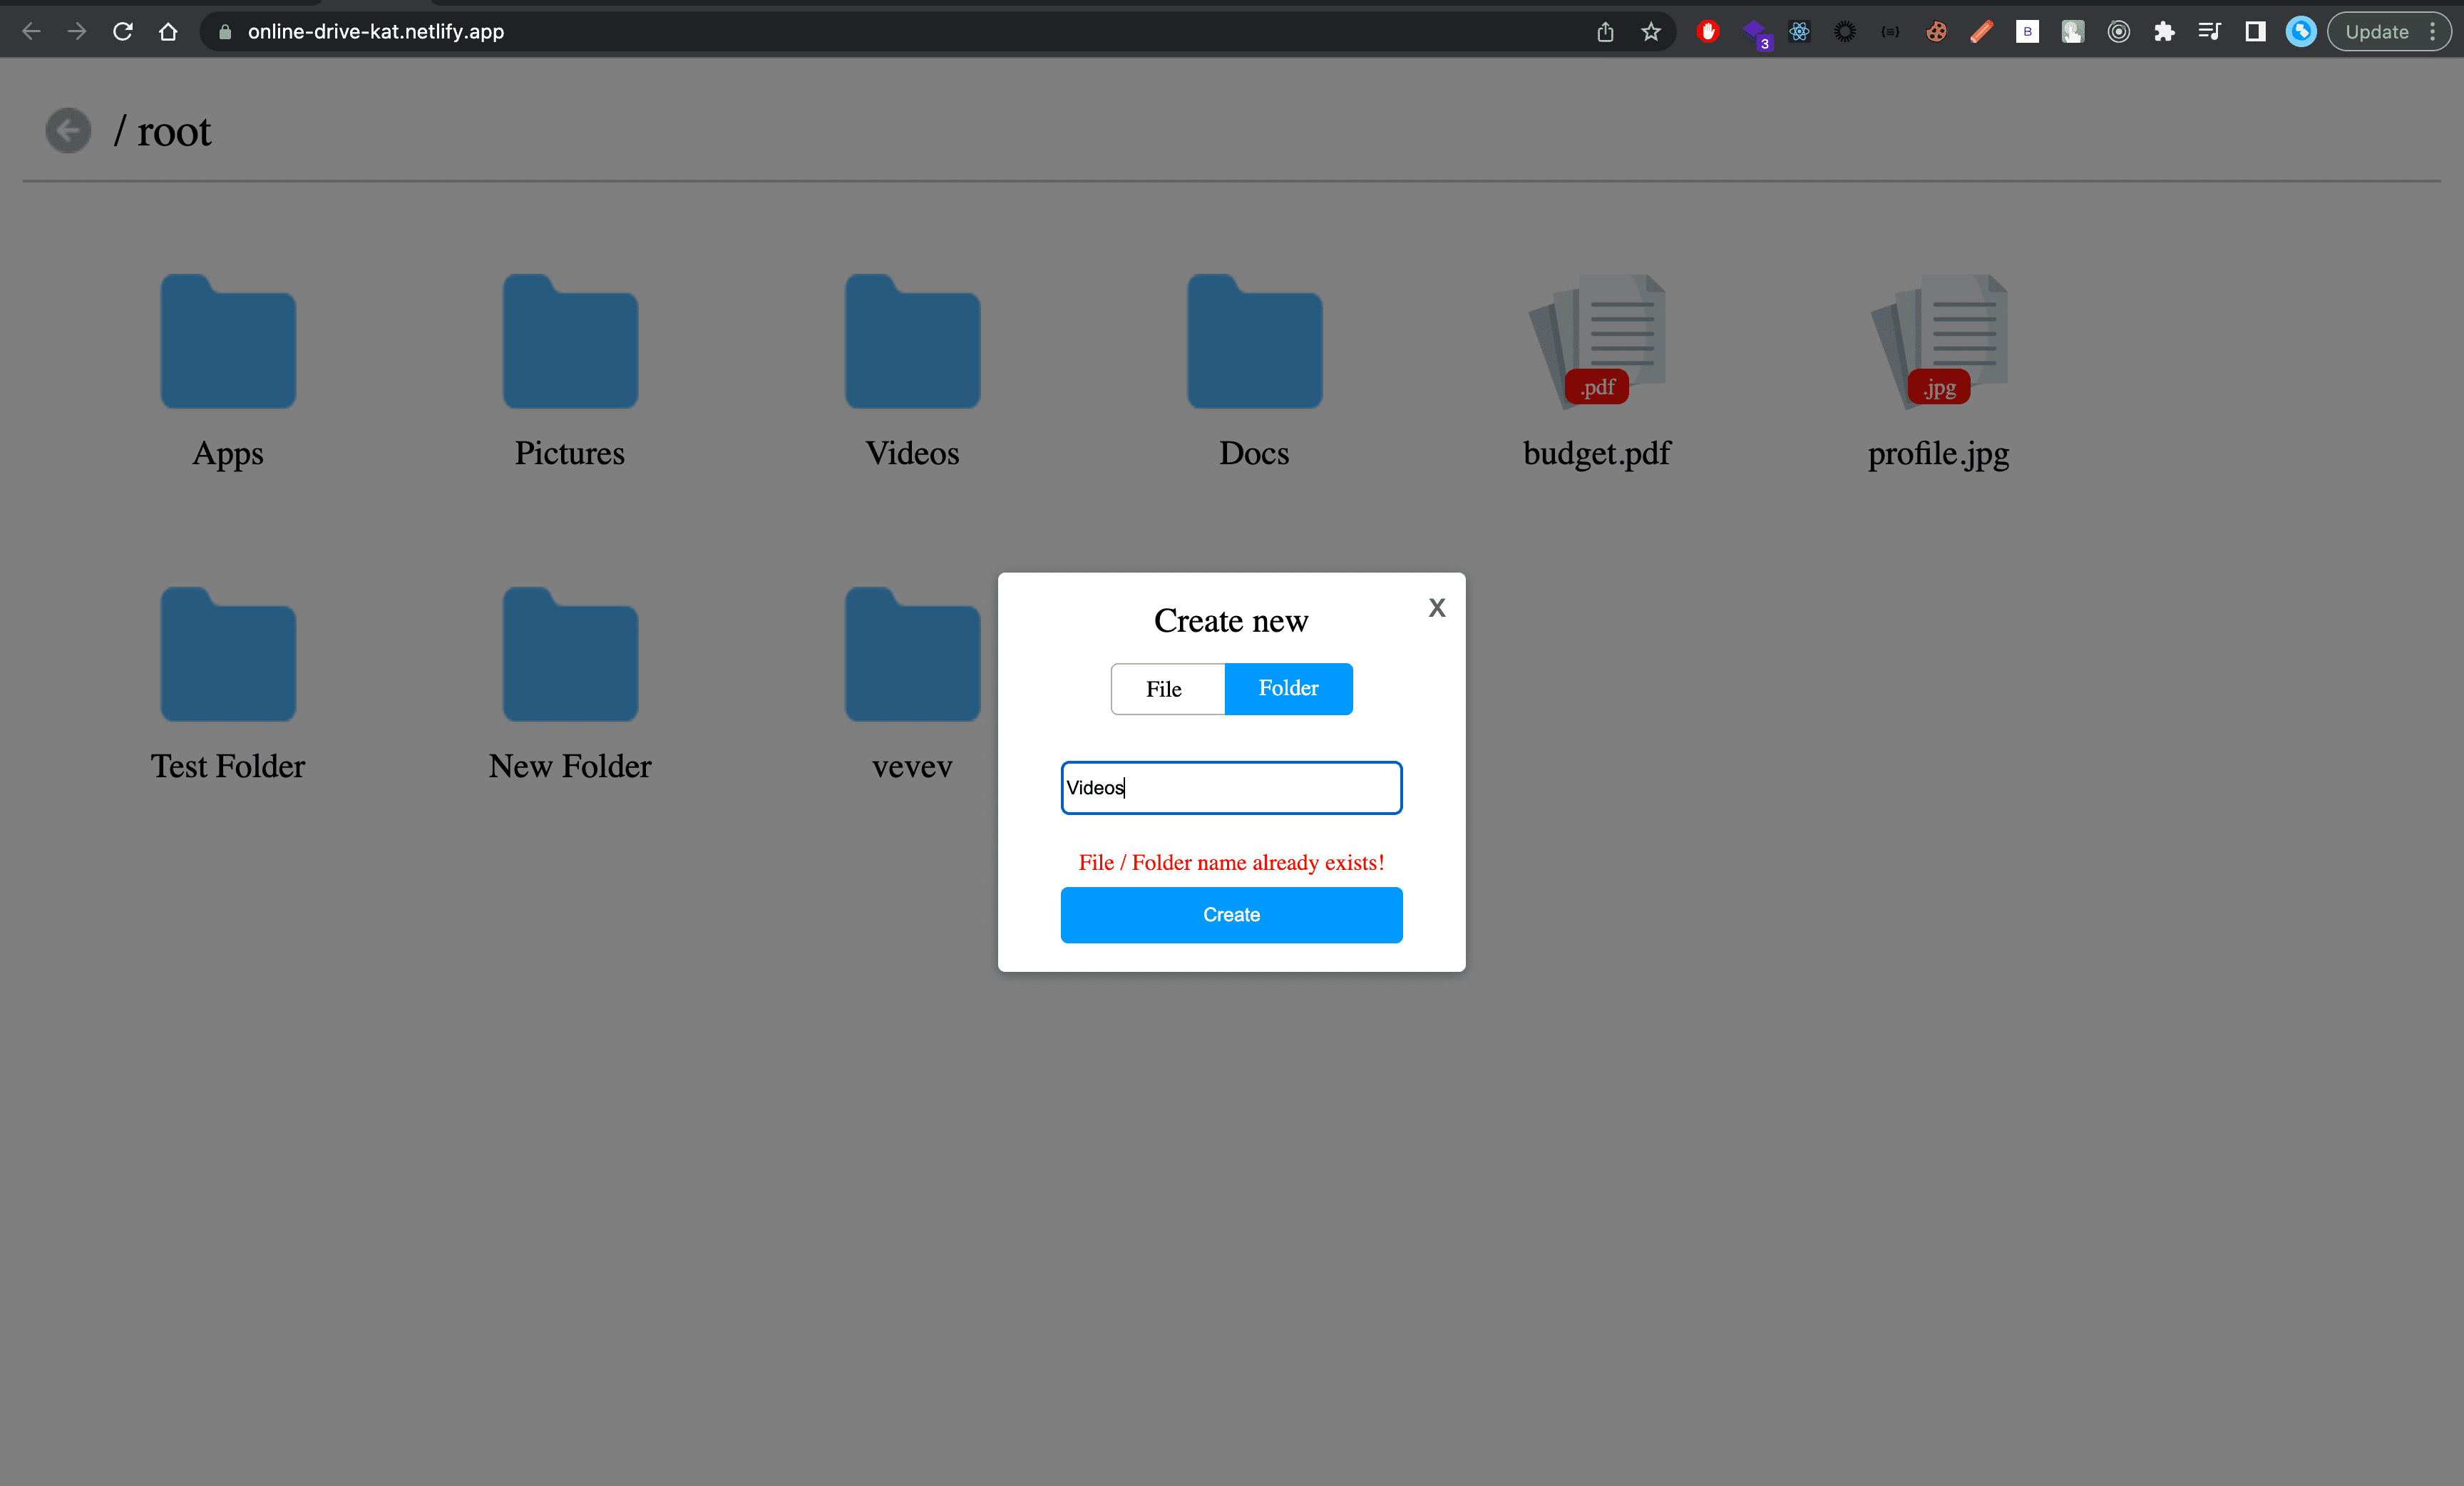 online-drive-kat.netlify.app
3
{≡}
B
Update
/ root
.pdf
.jpg
Apps
Pictures
Videos
Docs
budget.pdf
profile.jpg
Create new
X
File
Folder
Test Folder
New Folder
vevev
Videos
File / Folder name already exists!
Create